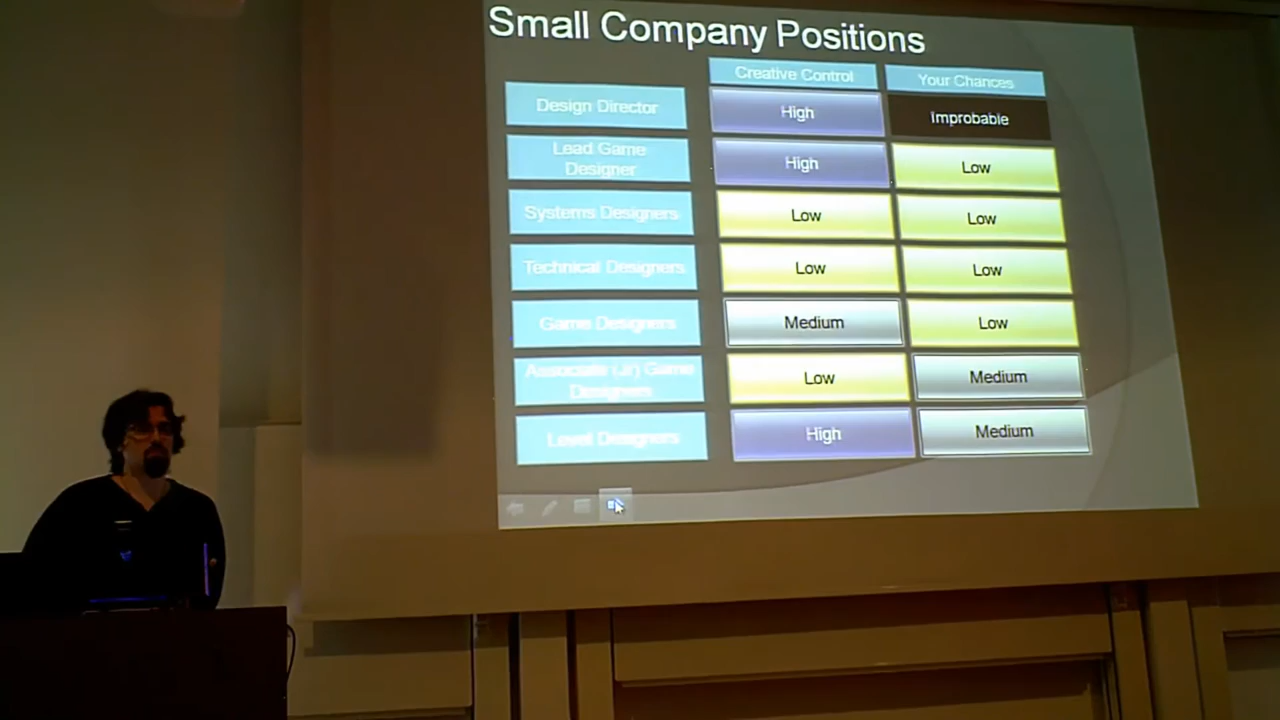 Small Company Positions
Creative Control
Your Chances
Design Director
High
Improbable
Lead Game
Designer
High
Low
Systems Designers
Low
Low
Technical Designers
Low
Low
Game Designers
Medium
Low
Associate (Jr) Game
Designers
Low
Medium
Level Designers
High
Medium